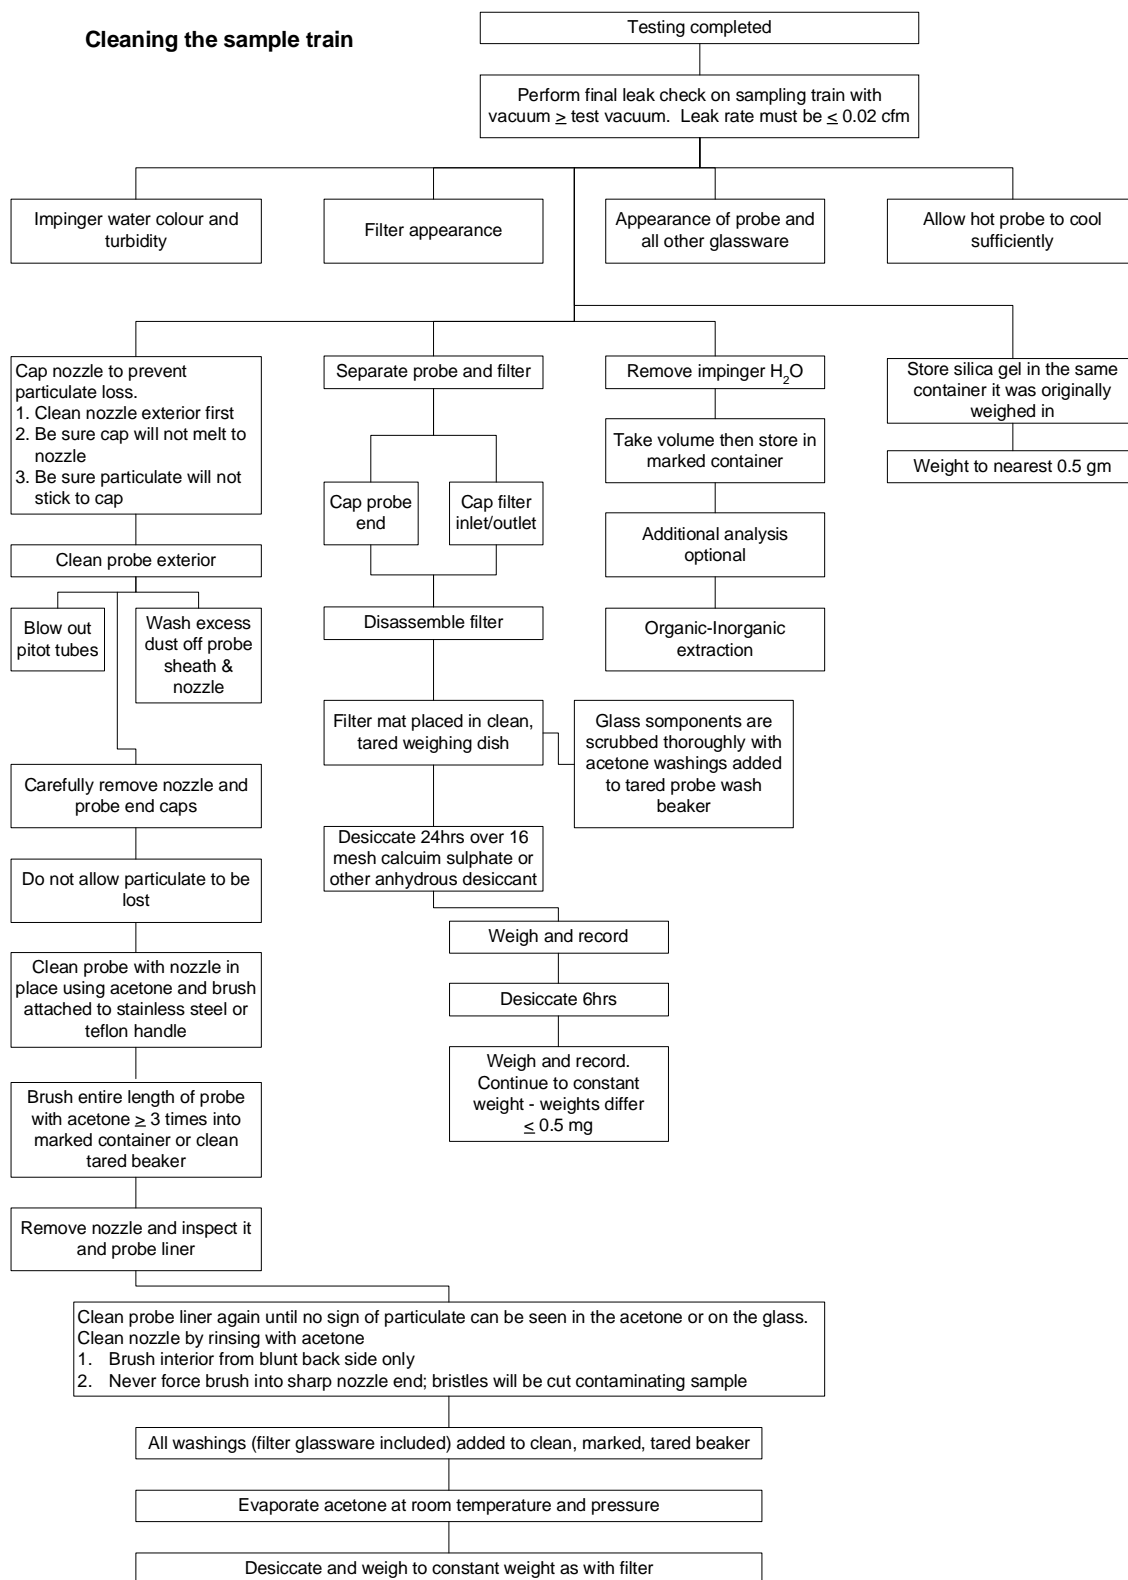 Cleaning the sample train
Testing completed
Perform final leak check on sampling train with
vacuum ≥ test vacuum.  Leak rate must be ≤ 0.02 cfm
Impinger water colour and
turbidity
Filter appearance
Appearance of probe and
all other glassware
Allow hot probe to cool
sufficiently
Cap nozzle to prevent
particulate loss.
1. Clean nozzle exterior first
2. Be sure cap will not melt to
nozzle
3. Be sure particulate will not
stick to cap
Clean probe exterior
Blow out
pitot tubes
Wash excess
dust off probe
sheath &
nozzle
Carefully remove nozzle and
probe end caps
Do not allow particulate to be
lost
Clean probe with nozzle in
place using acetone and brush
attached to stainless steel or
teflon handle
Brush entire length of probe
with acetone ≥ 3 times into
marked container or clean
tared beaker
Remove nozzle and inspect it
and probe liner
Separate probe and filter
Cap probe
end
Cap filter
inlet/outlet
Disassemble filter
Filter mat placed in clean,
tared weighing dish
Glass somponents are
scrubbed thoroughly with
acetone washings added
to tared probe wash
beaker
Desiccate 24hrs over 16
mesh calcuim sulphate or
other anhydrous desiccant
Weigh and record
Desiccate 6hrs
Weigh and record.
Continue to constant
weight - weights differ
≤ 0.5 mg
Remove impinger H₂O
Take volume then store in
marked container
Additional analysis
optional
Organic-Inorganic
extraction
Store silica gel in the same
container it was originally
weighed in
Weight to nearest 0.5 gm
Clean probe liner again until no sign of particulate can be seen in the acetone or on the glass.
Clean nozzle by rinsing with acetone
1. Brush interior from blunt back side only
2. Never force brush into sharp nozzle end; bristles will be cut contaminating sample
All washings (filter glassware included) added to clean, marked, tared beaker
Evaporate acetone at room temperature and pressure
Desiccate and weigh to constant weight as with filter